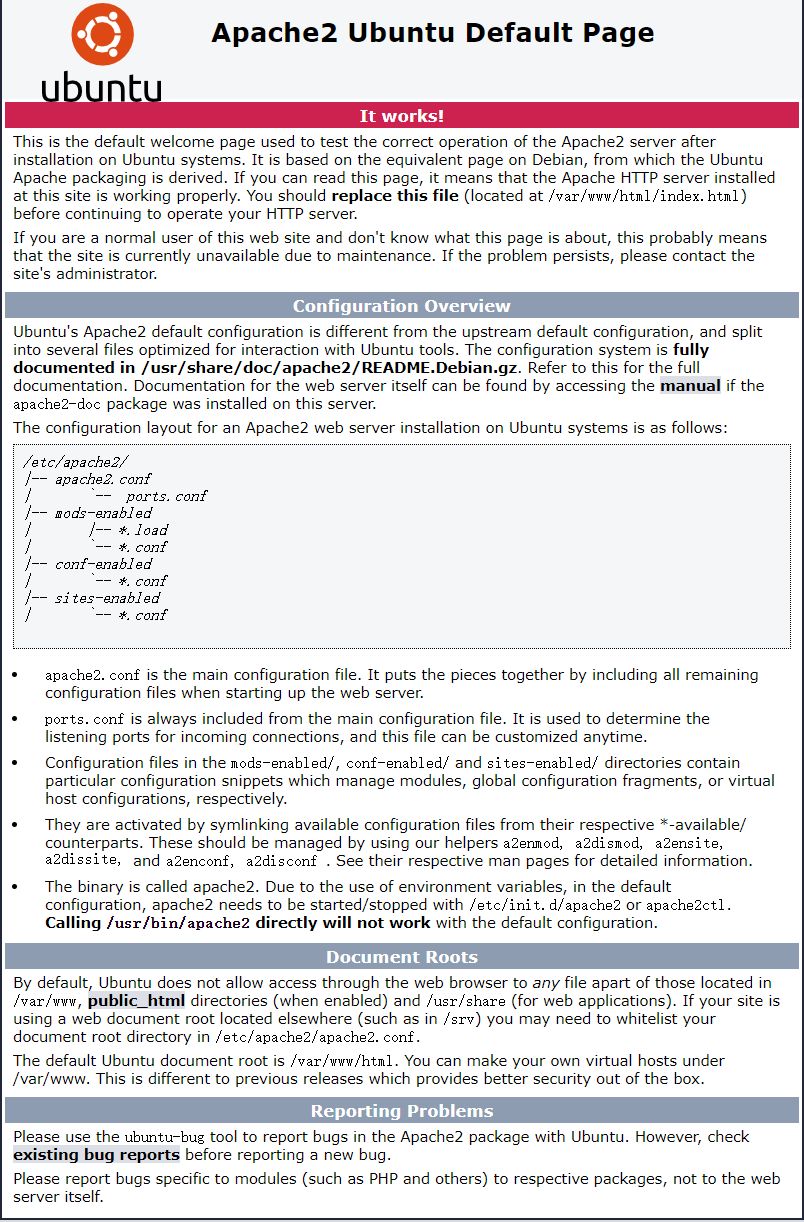 ubuntu
Apache2 Ubuntu Default Page
It works!
This is the default welcome page used to test the correct operation of the Apache2 server after
installation on Ubuntu systems. It is based on the equivalent page on Debian, from which the Ubuntu
Apache packaging is derived. If you can read this page, it means that the Apache HTTP server installed
at this site is working properly. You should replace this file (located at /var/www/html/index.html)
before continuing to operate your HTTP server.
If you are a normal user of this web site and don't know what this page is about, this probably means
that the site is currently unavailable due to maintenance. If the problem persists, please contact the
site's administrator.
Configuration Overview
Ubuntu's Apache2 default configuration is different from the upstream default configuration, and split
into several files optimized for interaction with Ubuntu tools. The configuration system is fully
documented in /usr/share/doc/apache2/README.Debian.gz. Refer to this for the full
documentation. Documentation for the web server itself can be found by accessing the manual if the
apache2-doc package was installed on this server.
The configuration layout for an Apache2 web server installation on Ubuntu systems is as follows:
/etc/apache2/
|-- apache2.conf
|       `--  ports.conf
|-- mods-enabled
|       |-- *.load
|       `-- *.conf
|-- conf-enabled
|       `-- *.conf
|-- sites-enabled
|       `-- *.conf
• apache2.conf is the main configuration file. It puts the pieces together by including all remaining
configuration files when starting up the web server.
• ports.conf is always included from the main configuration file. It is used to determine the
listening ports for incoming connections, and this file can be customized anytime.
• Configuration files in the mods-enabled/, conf-enabled/ and sites-enabled/ directories contain
particular configuration snippets which manage modules, global configuration fragments, or virtual
host configurations, respectively.
• They are activated by symlinking available configuration files from their respective *-available/
counterparts. These should be managed by using our helpers a2enmod, a2dismod, a2ensite,
a2dissite, and a2enconf, a2disconf . See their respective man pages for detailed information.
• The binary is called apache2. Due to the use of environment variables, in the default
configuration, apache2 needs to be started/stopped with /etc/init.d/apache2 or apache2ctl.
Calling /usr/bin/apache2 directly will not work with the default configuration.
Document Roots
By default, Ubuntu does not allow access through the web browser to any file apart of those located in
/var/www, public_html directories (when enabled) and /usr/share (for web applications). If your site is
using a web document root located elsewhere (such as in /srv) you may need to whitelist your
document root directory in /etc/apache2/apache2.conf.
The default Ubuntu document root is /var/www/html. You can make your own virtual hosts under
/var/www. This is different to previous releases which provides better security out of the box.
Reporting Problems
Please use the ubuntu-bug tool to report bugs in the Apache2 package with Ubuntu. However, check
existing bug reports before reporting a new bug.
Please report bugs specific to modules (such as PHP and others) to respective packages, not to the web
server itself.